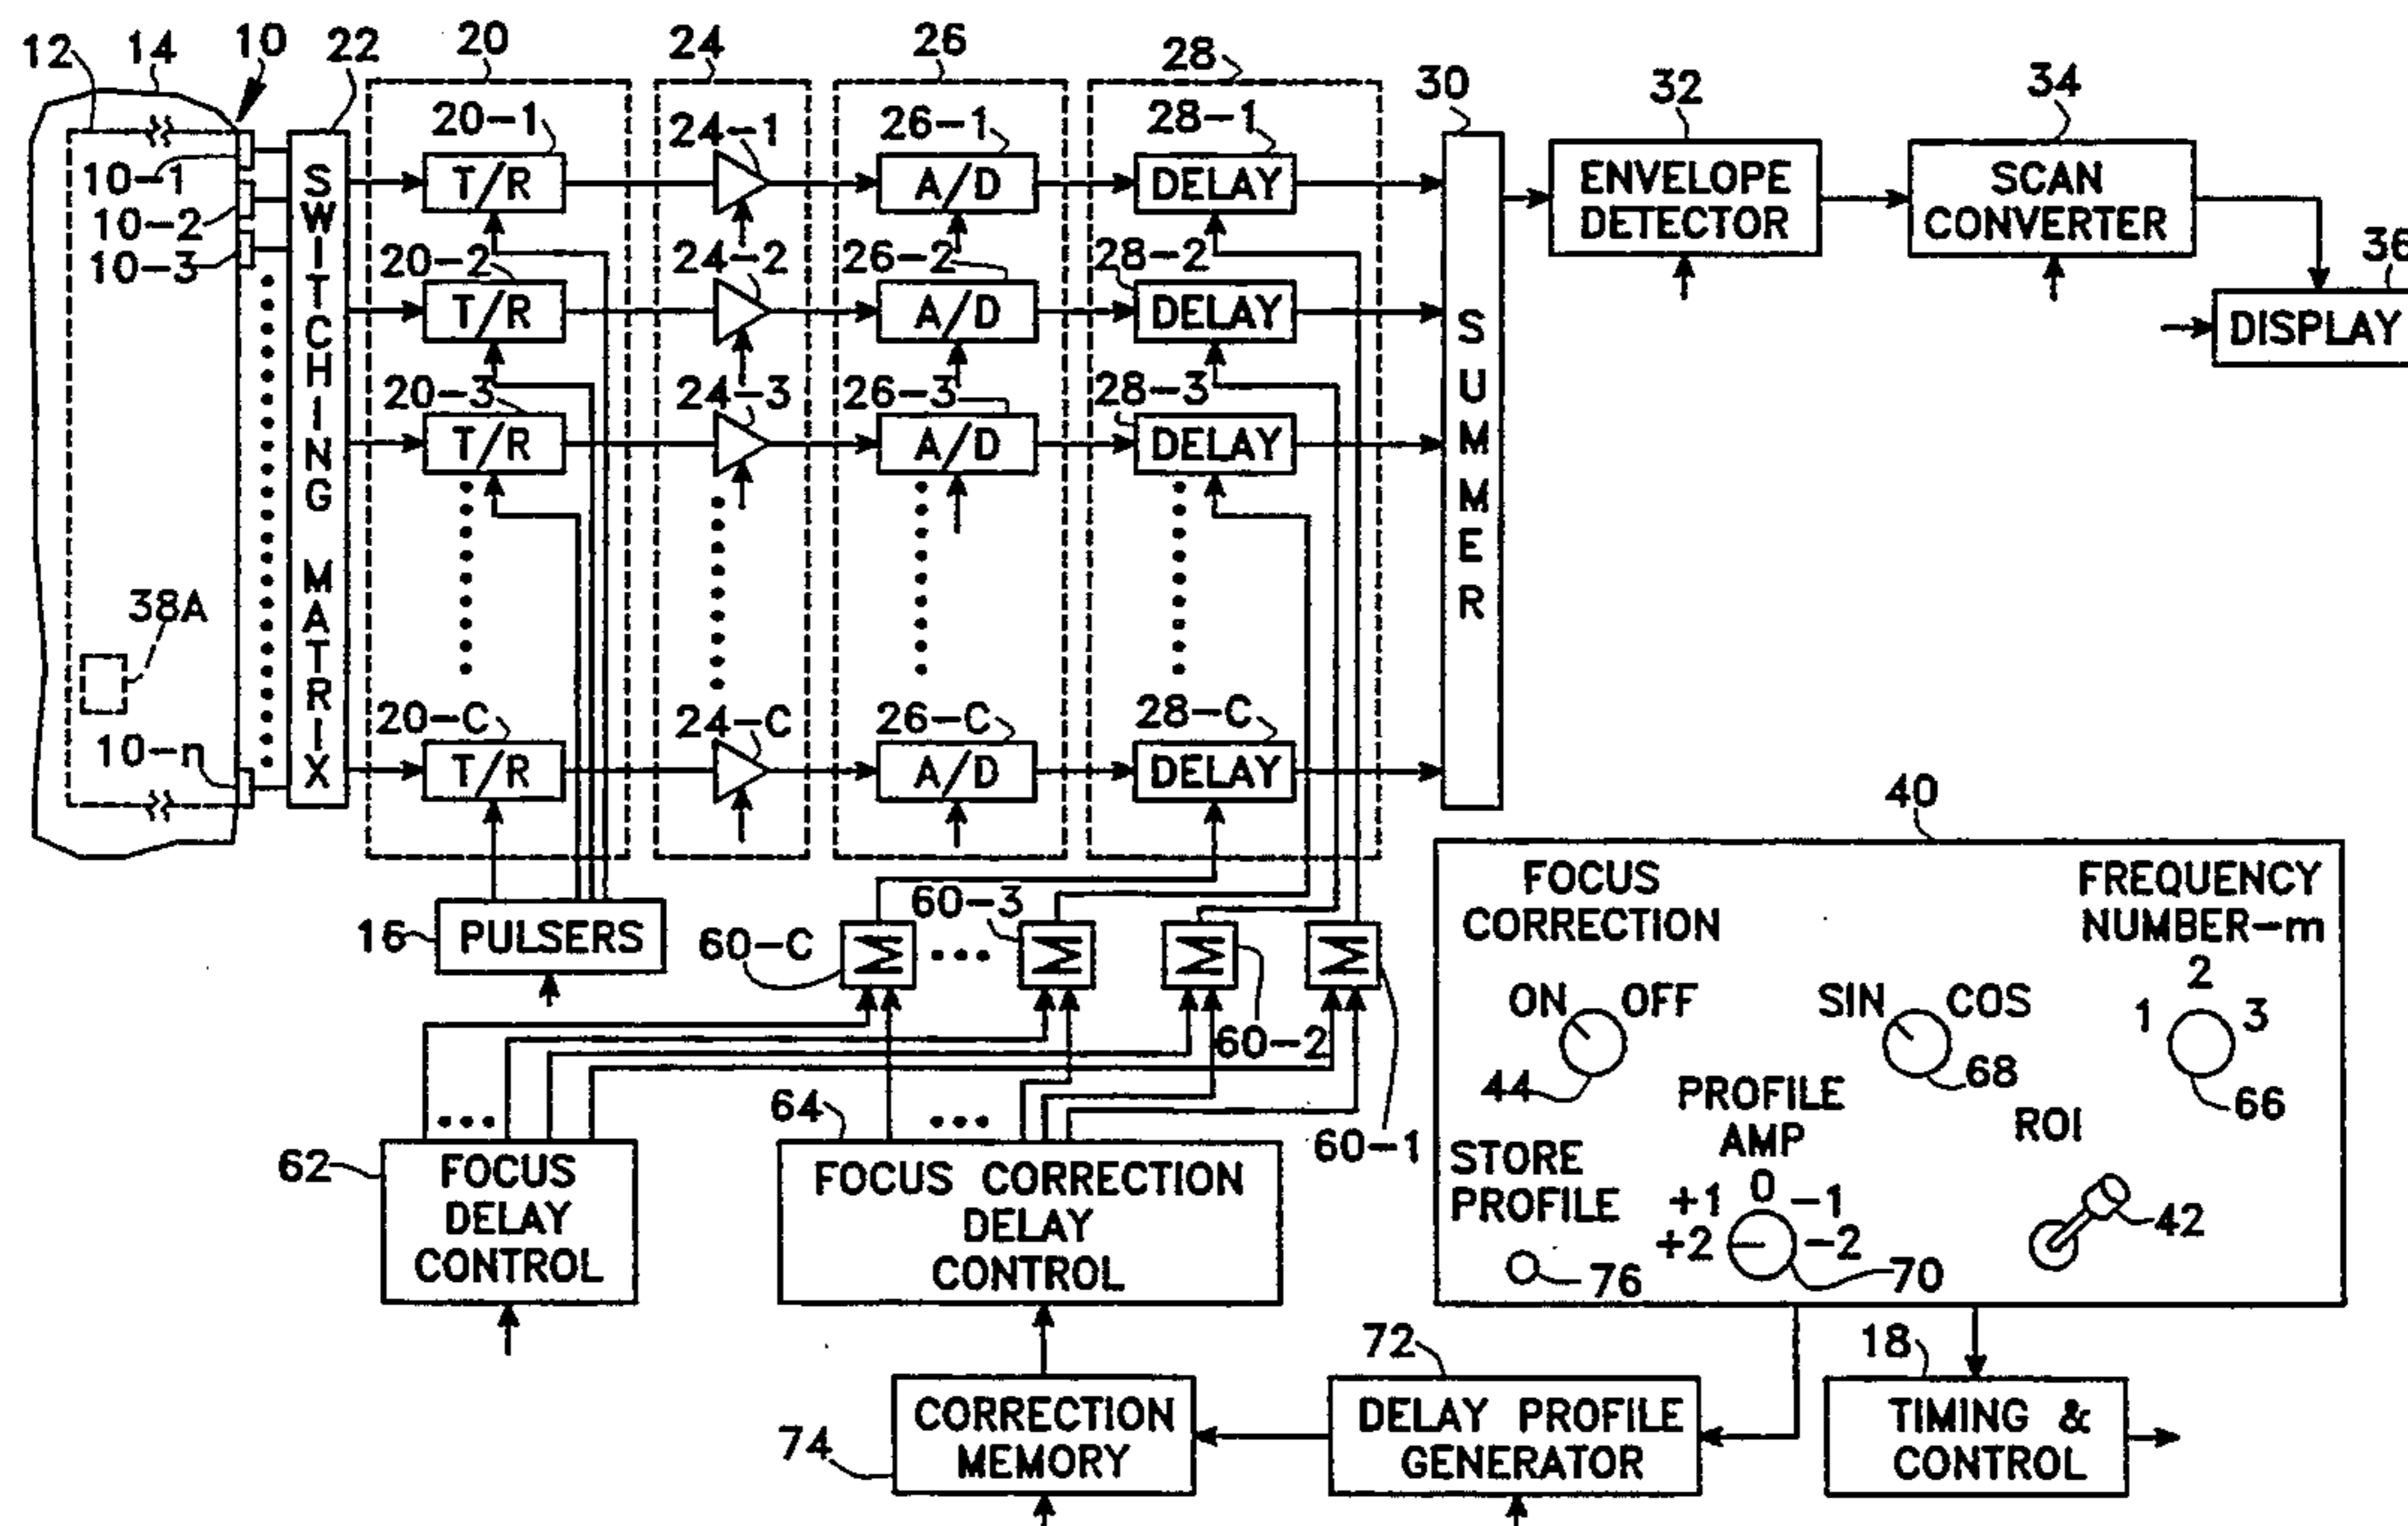 12
14
10
22
20
24
26
28
30
32
34
36
20-1
24-1
26-1
28-1
10-1
10-2
10-3
SWITCHING MATRIX
T/R
A/D
DELAY
SUMMER
ENVELOPE
DETECTOR
SCAN
CONVERTER
DISPLAY
20-2
24-2
26-2
28-2
T/R
A/D
DELAY
20-3
24-3
26-3
28-3
T/R
A/D
DELAY
38A
10-n
20-C
24-C
26-C
28-C
T/R
A/D
DELAY
16
PULSERS
60-C
60-3
Σ
Σ
Σ
Σ
60-2
60-1
62
FOCUS
DELAY
CONTROL
64
FOCUS CORRECTION
DELAY
CONTROL
40
FOCUS
CORRECTION
FREQUENCY
NUMBER-m
ON
OFF
44
SIN
COS
68
1
2
3
66
PROFILE
AMP
ROI
STORE
PROFILE
76
+2
+1
0
-1
-2
70
42
74
CORRECTION
MEMORY
72
DELAY PROFILE
GENERATOR
18
TIMING &
CONTROL